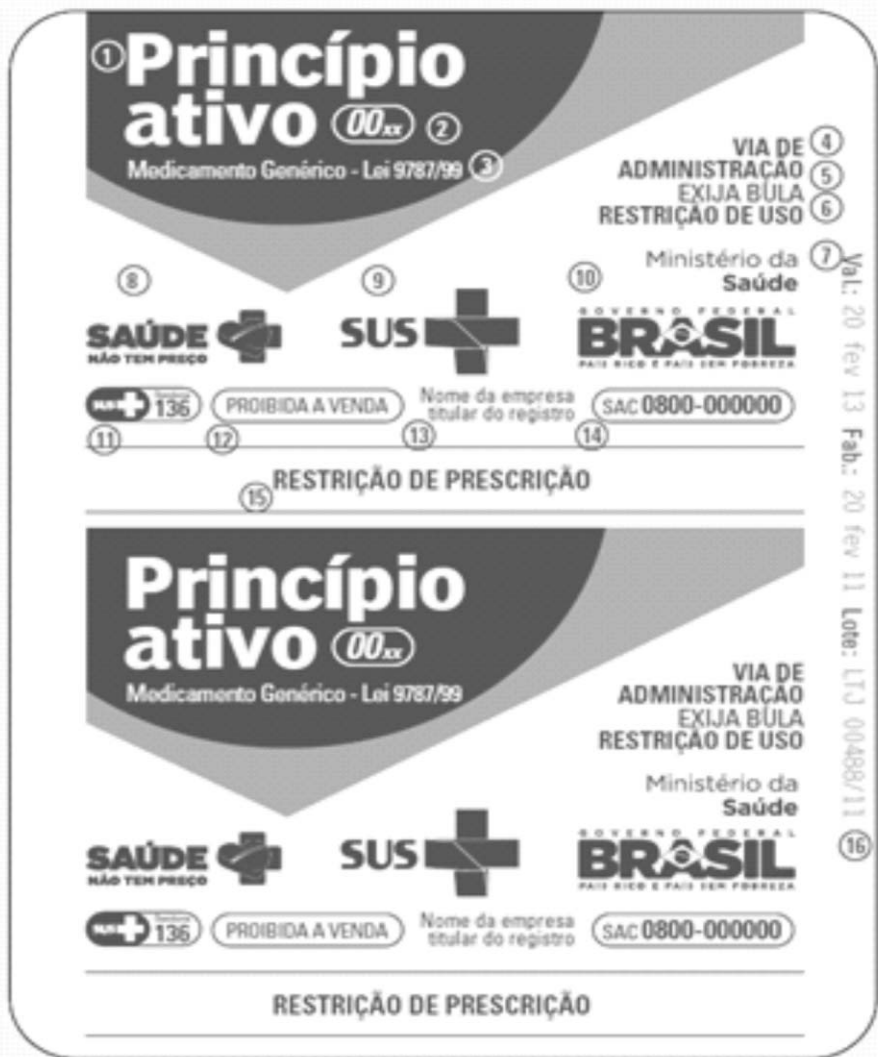 ① Princípio
ativo 00xx ②
Medicamento Genérico - Lei 9787/99 ③
VIA DE ④
ADMINISTRAÇÃO ⑤
EXIJA BULA
RESTRIÇÃO DE USO ⑥
Ministério da ⑦
Saúde
⑧ ⑨ ⑩
SAÚDE
NÃO TEM PREÇO
SUS
GOVERNO FEDERAL
BRASIL
PAÍS RICO É PAÍS SEM POBREZA
SUS 136
PROIBIDA A VENDA
Nome da empresa
titular do registro
SAC 0800-000000
⑪ ⑫ ⑬ ⑭
⑮ RESTRIÇÃO DE PRESCRIÇÃO
Princípio
ativo 00xx
Medicamento Genérico - Lei 9787/99
VIA DE
ADMINISTRAÇÃO
EXIJA BULA
RESTRIÇÃO DE USO
Ministério da
Saúde
SAÚDE
NÃO TEM PREÇO
SUS
GOVERNO FEDERAL
BRASIL
PAÍS RICO É PAÍS SEM POBREZA
SUS 136
PROIBIDA A VENDA
Nome da empresa
titular do registro
SAC 0800-000000
RESTRIÇÃO DE PRESCRIÇÃO
Val.: 20 fev 13 Fab.: 20 fev 11 Lote: LTJ 00488/11 ⑯